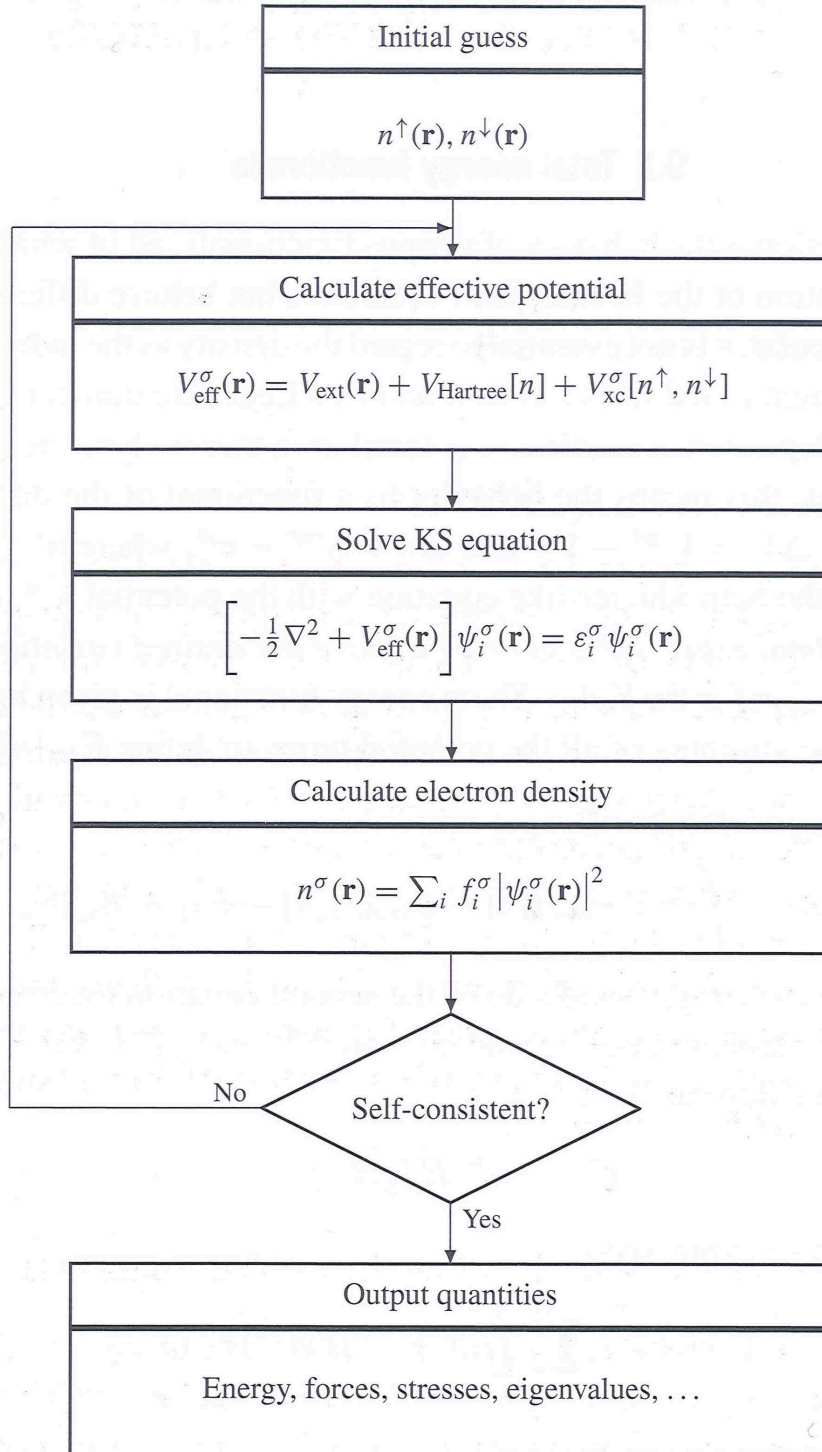 Initial guess
n↑(r), n↓(r)
Calculate effective potential
V^σ_eff(r) = V_ext(r) + V_Hartree[n] + V^σ_xc[n↑, n↓]
Solve KS equation
[−½∇² + V^σ_eff(r)] ψ^σ_i(r) = ε^σ_i ψ^σ_i(r)
Calculate electron density
n^σ(r) = ∑_i f^σ_i |ψ^σ_i(r)|²
No
Self-consistent?
Yes
Output quantities
Energy, forces, stresses, eigenvalues, …